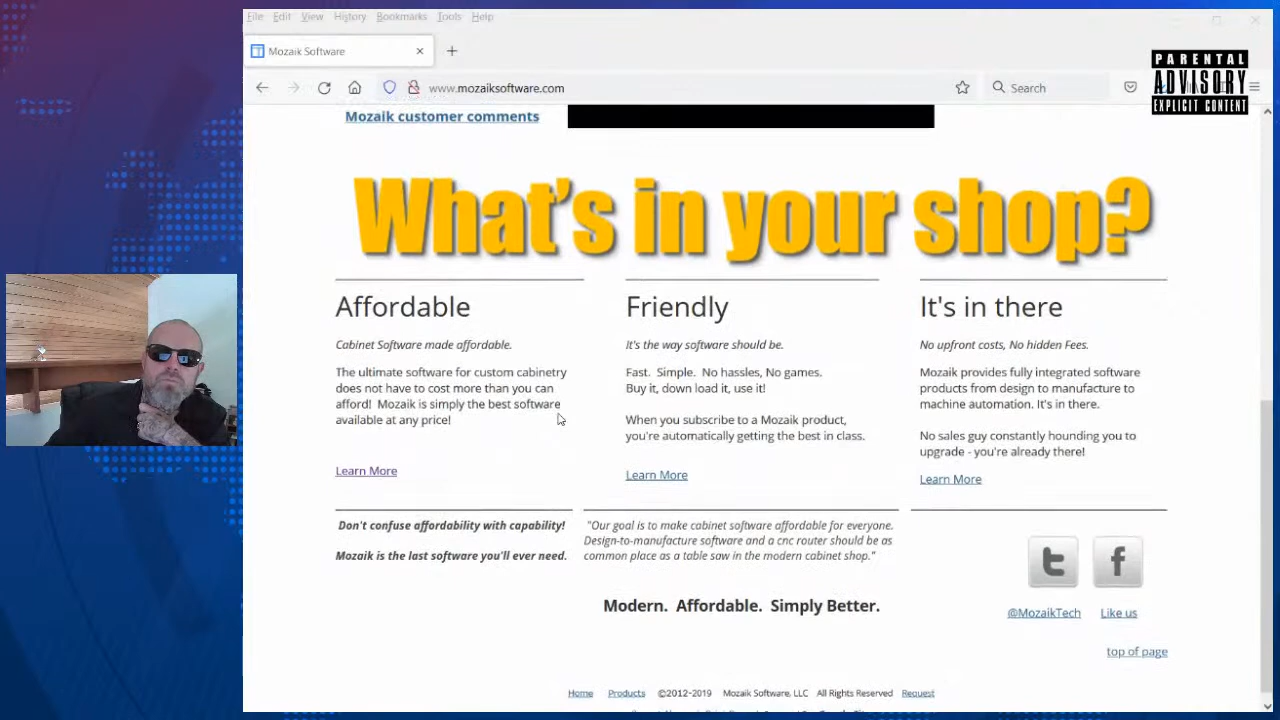 File Edit View History Bookmarks Tools Help
Mozaik Software
www.mozaiksoftware.com
Search
PARENTAL
ADVISORY
EXPLICIT CONTENT
Mozaik customer comments
What's in your shop?
Affordable
Cabinet Software made affordable.
The ultimate software for custom cabinetry
does not have to cost more than you can
afford! Mozaik is simply the best software
available at any price!
Learn More
Friendly
It's the way software should be.
Fast. Simple. No hassles, No games.
Buy it, down load it, use it!
When you subscribe to a Mozaik product,
you're automatically getting the best in class.
Learn More
It's in there
No upfront costs, No hidden Fees.
Mozaik provides fully integrated software
products from design to manufacture to
machine automation. It's in there.
No sales guy constantly hounding you to
upgrade - you're already there!
Learn More
Don't confuse affordability with capability!
Mozaik is the last software you'll ever need.
"Our goal is to make cabinet software affordable for everyone.
Design-to-manufacture software and a cnc router should be as
common place as a table saw in the modern cabinet shop."
@MozaikTech Like us
Modern. Affordable. Simply Better.
top of page
Home Products ©2012-2019 Mozaik Software, LLC All Rights Reserved Request